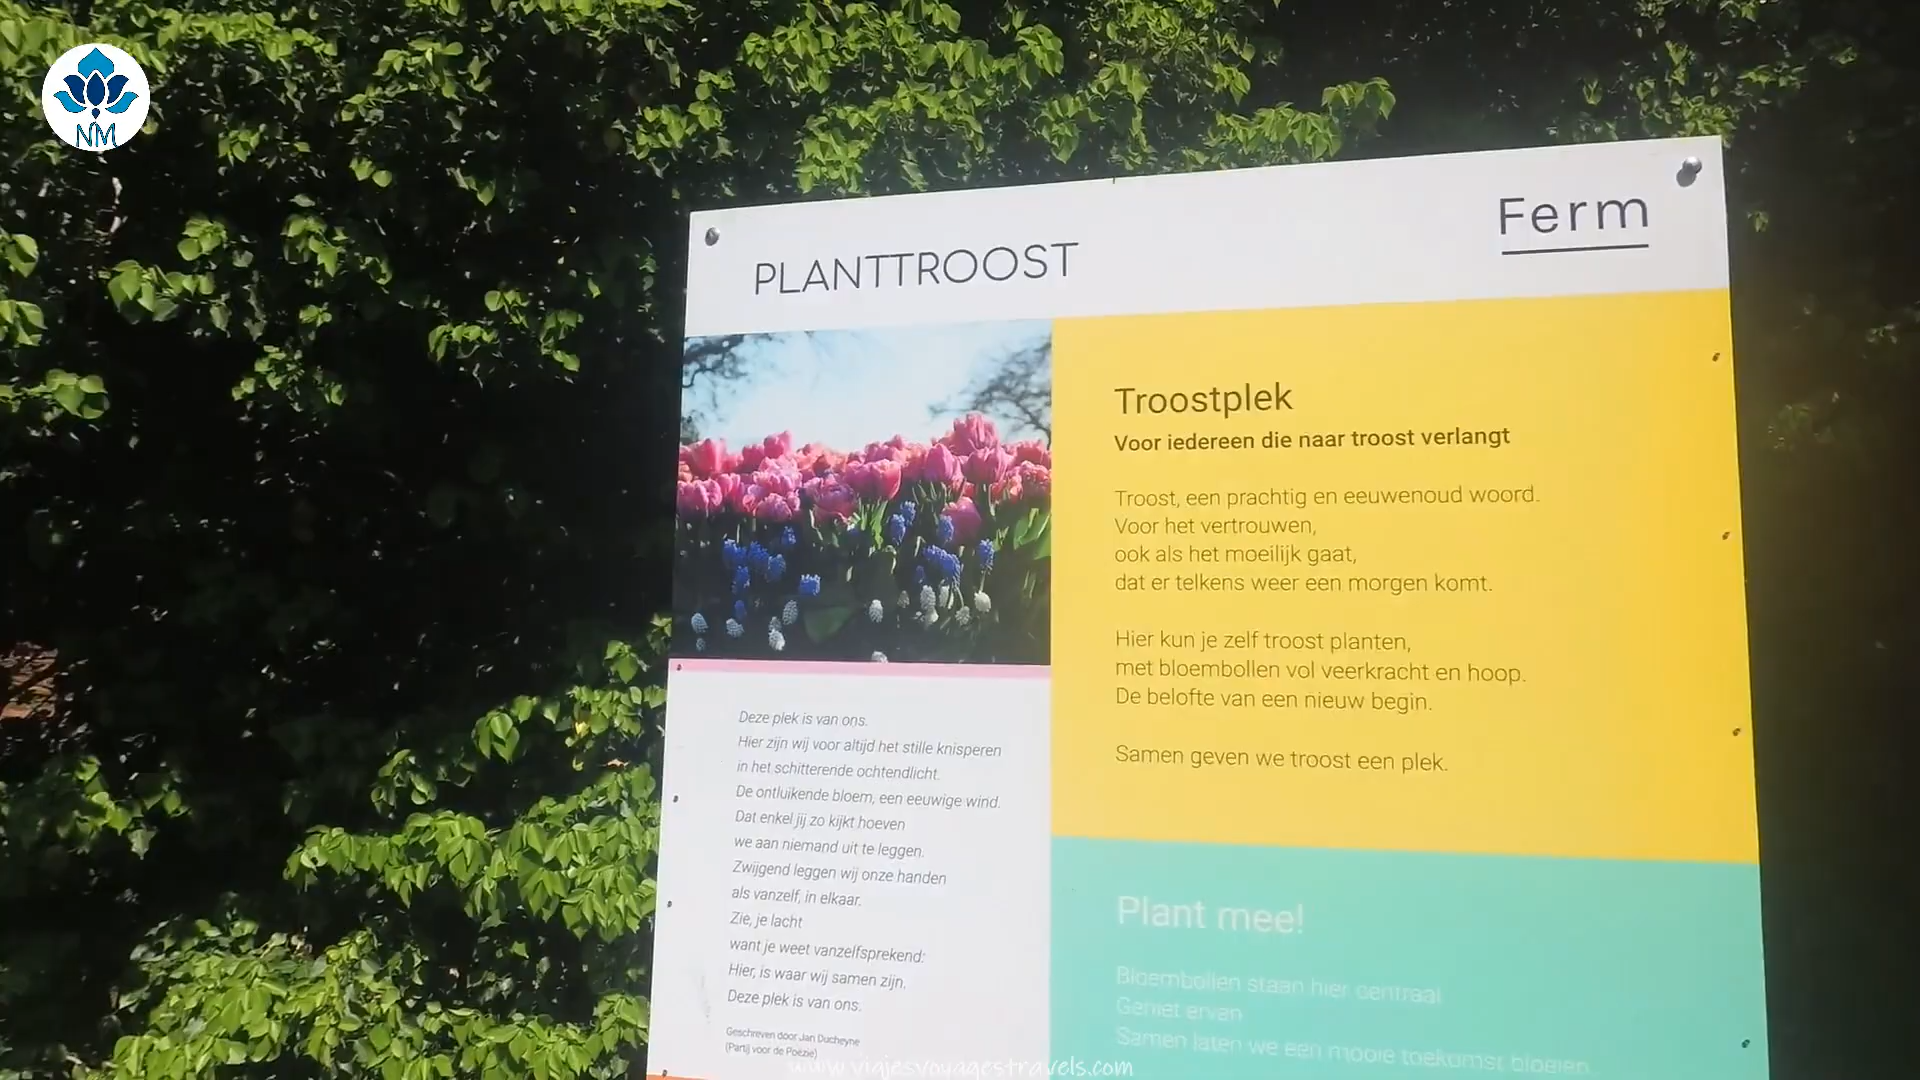 NM
PLANTTROOST
Ferm
Troostplek
Voor iedereen die naar troost verlangt
Troost, een prachtig en eeuwenoud woord.
Voor het vertrouwen,
ook als het moeilijk gaat,
dat er telkens weer een morgen komt.
Hier kun je zelf troost planten,
met bloembollen vol veerkracht en hoop.
De belofte van een nieuw begin.
Samen geven we troost een plek.
Deze plek is van ons.
Hier zijn wij voor altijd het stille knisperen
in het schitterende ochtendlicht.
De ontluikende bloem, een eeuwige wind.
Dat enkel jij zo kijkt hoeven
we aan niemand uit te leggen.
Zwijgend leggen wij onze handen
als vanzelf, in elkaar.
Zie, je lacht
want je weet vanzelfsprekend:
Hier, is waar wij samen zijn.
Deze plek is van ons.
Geschreven door Jan Ducheyne
(Partij voor de Poëzie)
Plant mee!
Bloembollen staan hier centraal
Geniet ervan
Samen laten we een mooie toekomst bloeien
www.viajesvoyagestravels.com